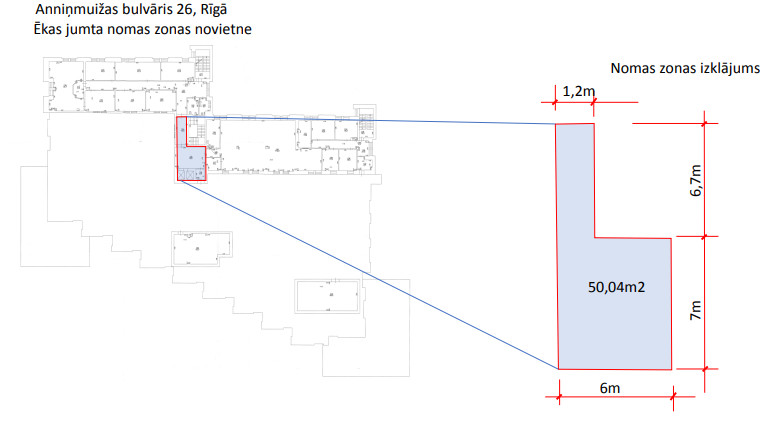 Anniņmuižas bulvāris 26, Rīgā
Ēkas jumta nomas zonas novietne
Nomas zonas izklājums
1,2m
6,7m
50,04m2
7m
6m